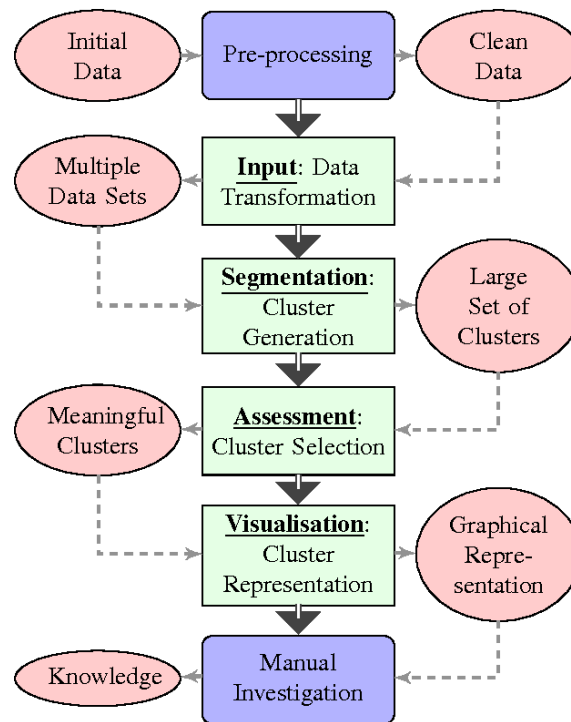 Initial
Data
Pre-processing
Clean
Data
Multiple
Data Sets
Input: Data
Transformation
Segmentation:
Cluster
Generation
Large
Set of
Clusters
Meaningful
Clusters
Assessment:
Cluster Selection
Visualisation:
Cluster
Representation
Graphical
Repre-
sentation
Knowledge
Manual
Investigation